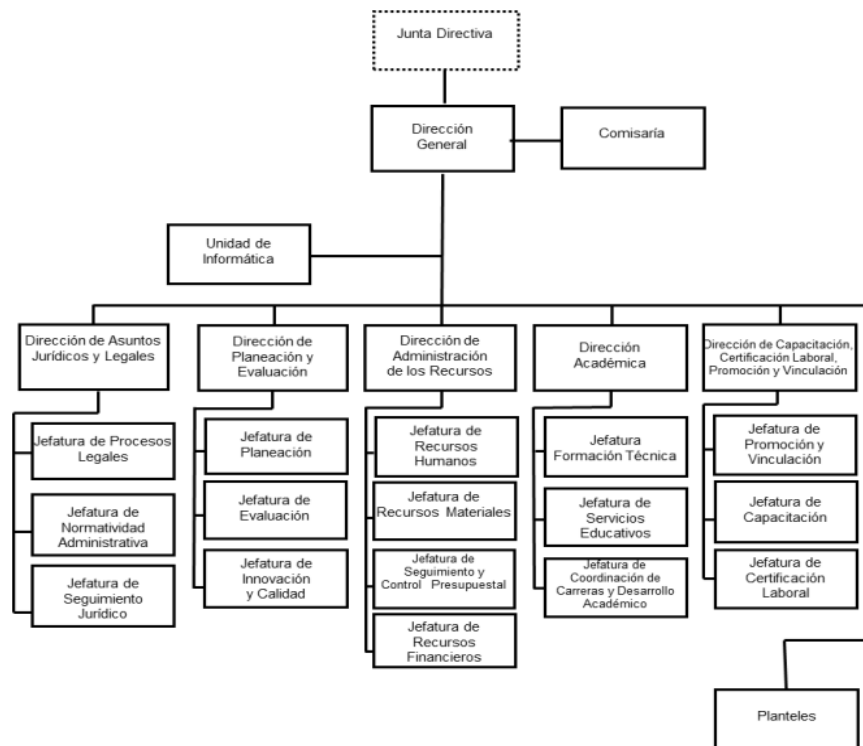 Junta Directiva
Dirección
General
Comisaría
Unidad de
Informática
Dirección de Asuntos
Jurídicos y Legales
Dirección de
Planeación y
Evaluación
Dirección de
Administración
de los Recursos
Dirección
Académica
Dirección de Capacitación,
Certificación Laboral,
Promoción y Vinculación
Jefatura de Procesos
Legales
Jefatura de
Normatividad
Administrativa
Jefatura de
Seguimiento
Jurídico
Jefatura de
Planeación
Jefatura de
Evaluación
Jefatura de
Innovación
y Calidad
Jefatura de
Recursos
Humanos
Jefatura de
Recursos Materiales
Jefatura de
Seguimiento y
Control Presupuestal
Jefatura de
Recursos
Financieros
Jefatura
Formación Técnica
Jefatura de
Servicios
Educativos
Jefatura de
Coordinación de
Carreras y Desarrollo
Académico
Jefatura de
Promoción y
Vinculación
Jefatura de
Capacitación
Jefatura de
Certificación
Laboral
Planteles